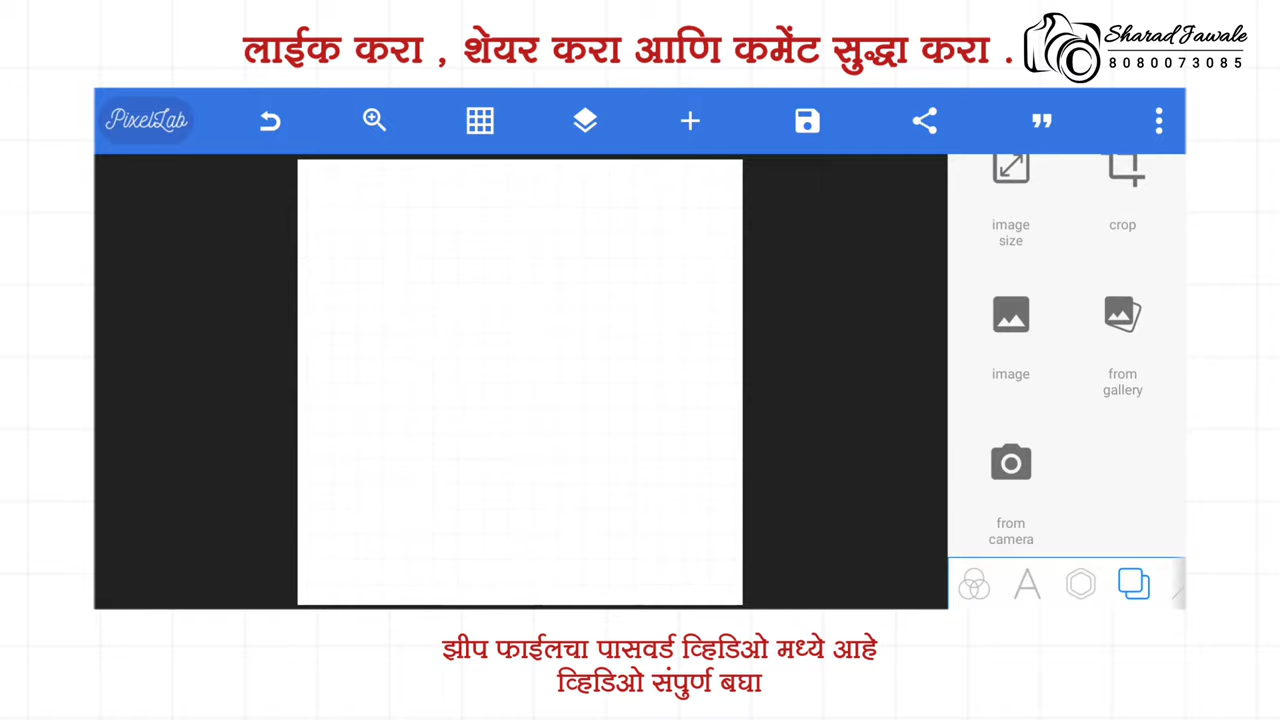 लाईक करा , शेयर करा आणि कमेंट सुद्धा करा .
Sharad Jawale
8080073085
PixelLab
image
size
crop
image
from
gallery
from
camera
झीप फाईलचा पासवर्ड व्हिडिओ मध्ये आहे
व्हिडिओ संपुर्ण बघा